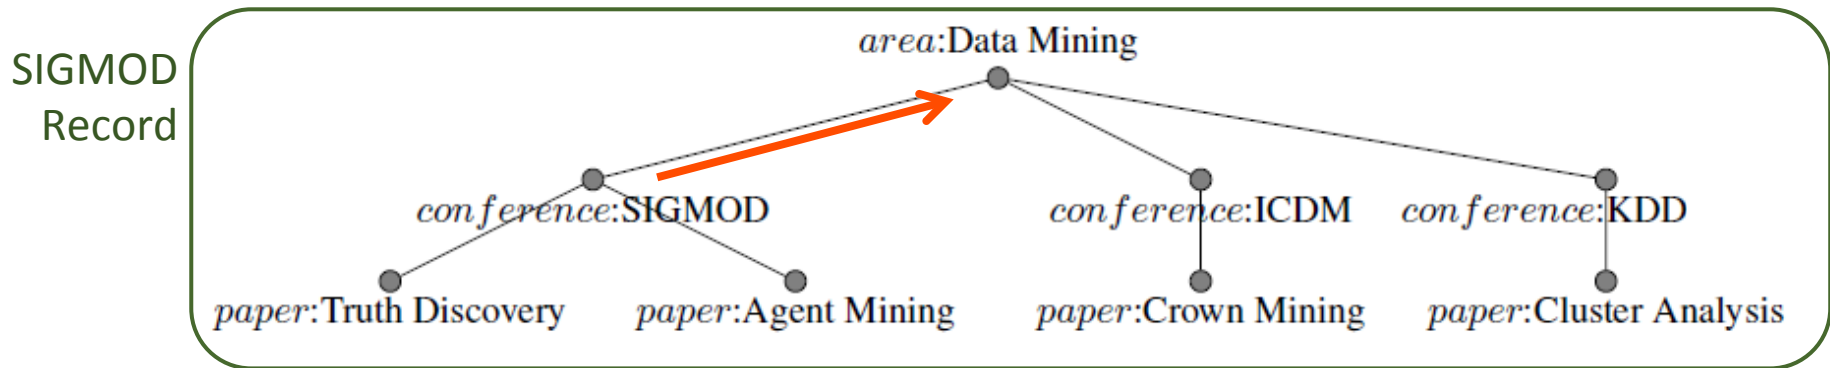 SIGMOD
Record
area:Data Mining
conference:SIGMOD
conference:ICDM
conference:KDD
paper:Truth Discovery
paper:Agent Mining
paper:Crown Mining
paper:Cluster Analysis